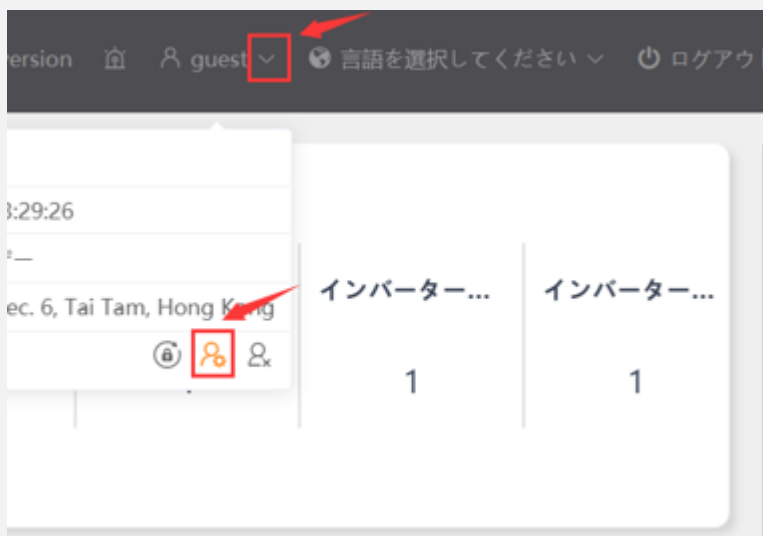 ersion guest 言語を選択してください ログアウ
:29:26
ー
ec. 6, Tai Tam, Hong Kong
インバーター... インバーター...
1 1